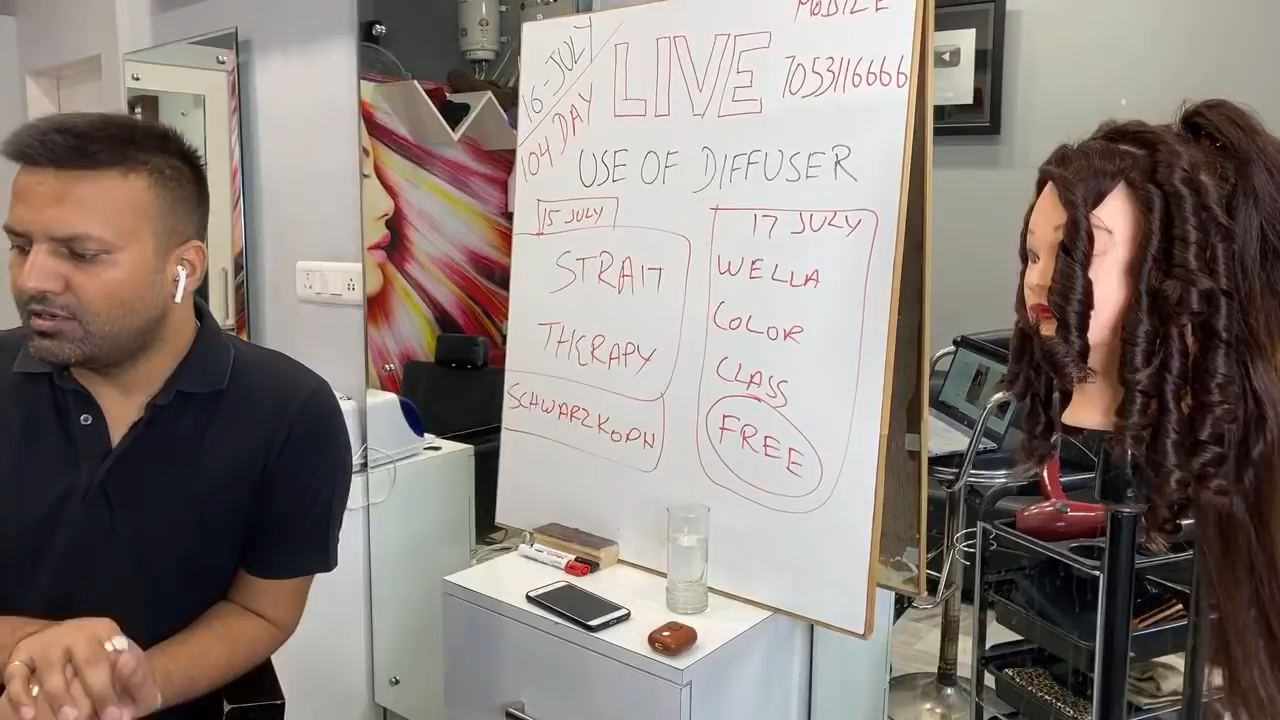 MOBILE
16-JULY
LIVE
7053116666
104 DAY
USE OF DIFFUSER
15 JULY
STRAIT
THERAPY
SCHWARZKOPH
17 JULY
WELLA
COLOR
CLASS
FREE